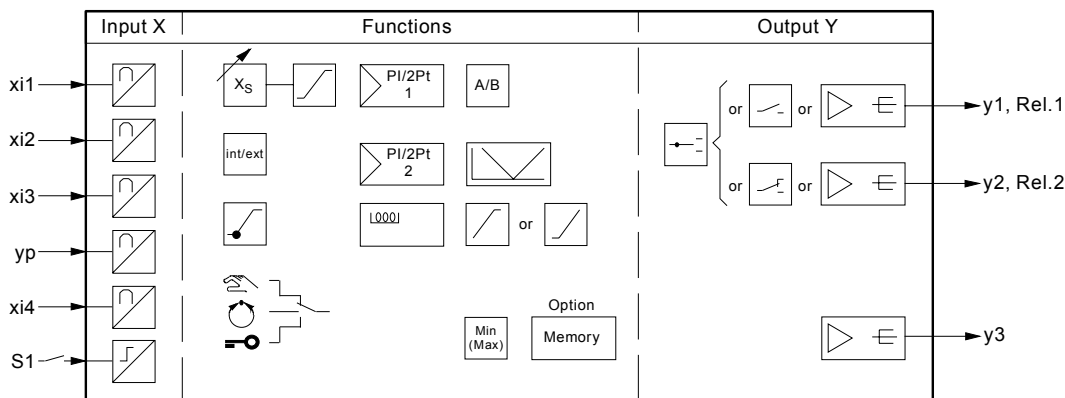 Input X
Functions
Output Y
xi1
xi2
xi3
yp
xi4
S1
XS
PI/2Pt
1
A/B
int/ext
PI/2Pt
2
000
or
Option
Min
(Max)
Memory
or
or
y1, Rel.1
or
or
y2, Rel.2
y3